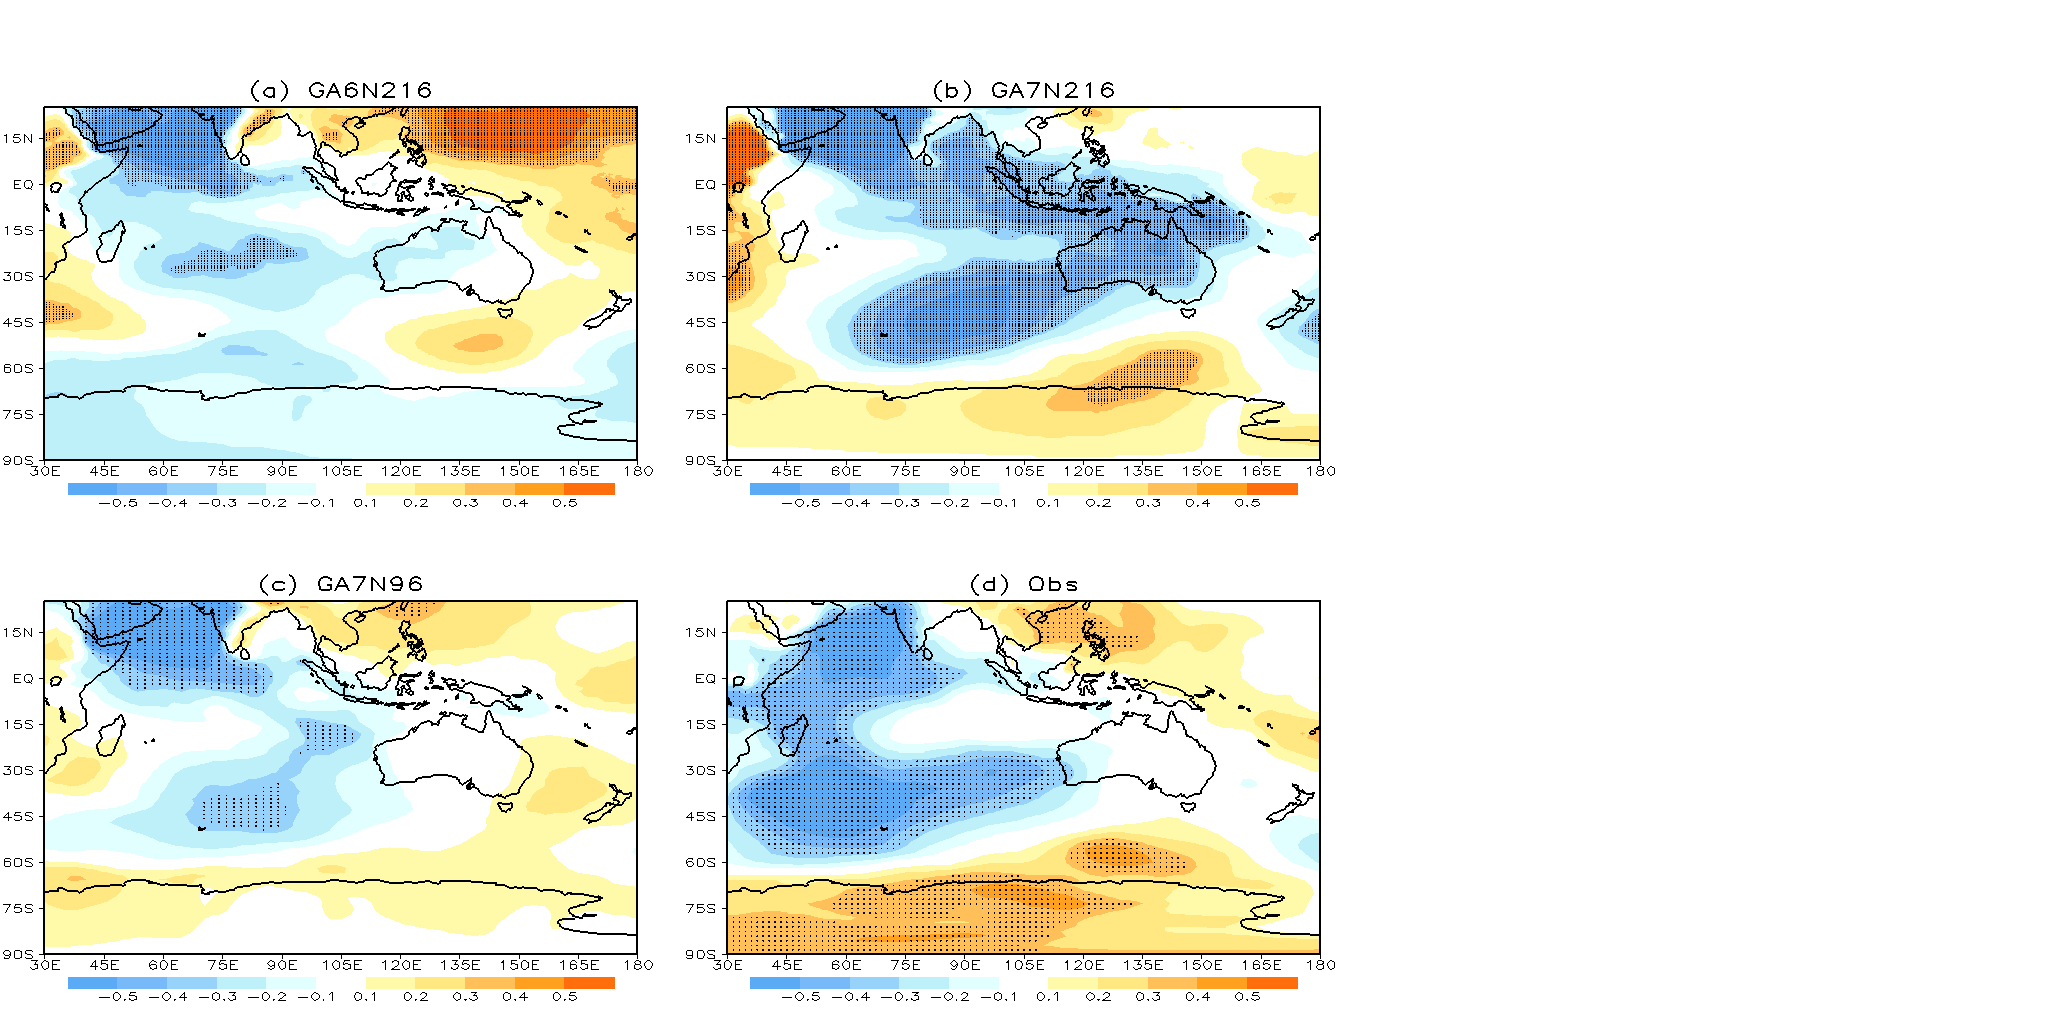 (a) GA6N216
15N
EQ
15S
30S
45S
60S
75S
90S
30E 45E 60E 75E 90E 105E 120E 135E 150E 165E 180
−0.5 −0.4 −0.3 −0.2 −0.1 0.1 0.2 0.3 0.4 0.5
(b) GA7N216
15N
EQ
15S
30S
45S
60S
75S
90S
30E 45E 60E 75E 90E 105E 120E 135E 150E 165E 180
−0.5 −0.4 −0.3 −0.2 −0.1 0.1 0.2 0.3 0.4 0.5
(c) GA7N96
15N
EQ
15S
30S
45S
60S
75S
90S
30E 45E 60E 75E 90E 105E 120E 135E 150E 165E 180
−0.5 −0.4 −0.3 −0.2 −0.1 0.1 0.2 0.3 0.4 0.5
(d) Obs
15N
EQ
15S
30S
45S
60S
75S
90S
30E 45E 60E 75E 90E 105E 120E 135E 150E 165E 180
−0.5 −0.4 −0.3 −0.2 −0.1 0.1 0.2 0.3 0.4 0.5